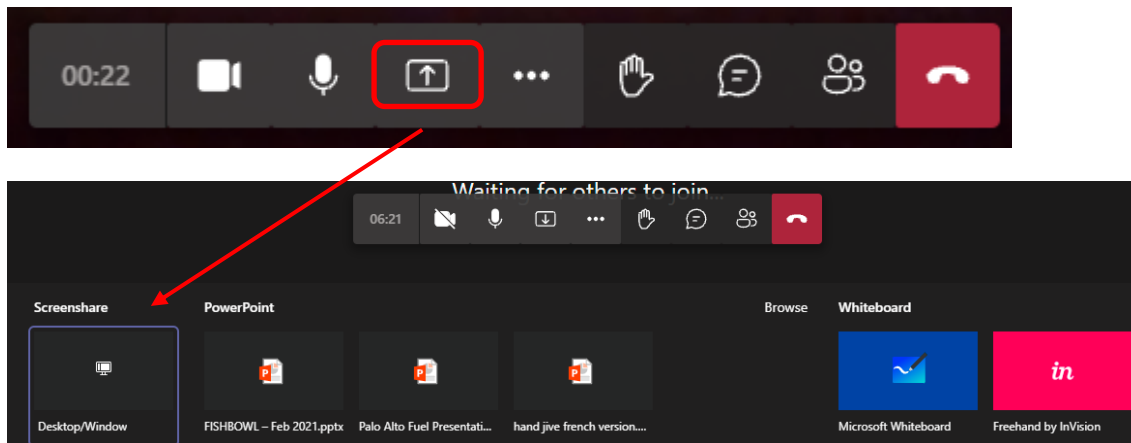 00:22
Waiting for others to join...
06:21
Screenshare PowerPoint Browse Whiteboard
in
Desktop/Window FISHBOWL – Feb 2021.pptx Palo Alto Fuel Presentati... hand jive french version.... Microsoft Whiteboard Freehand by InVision